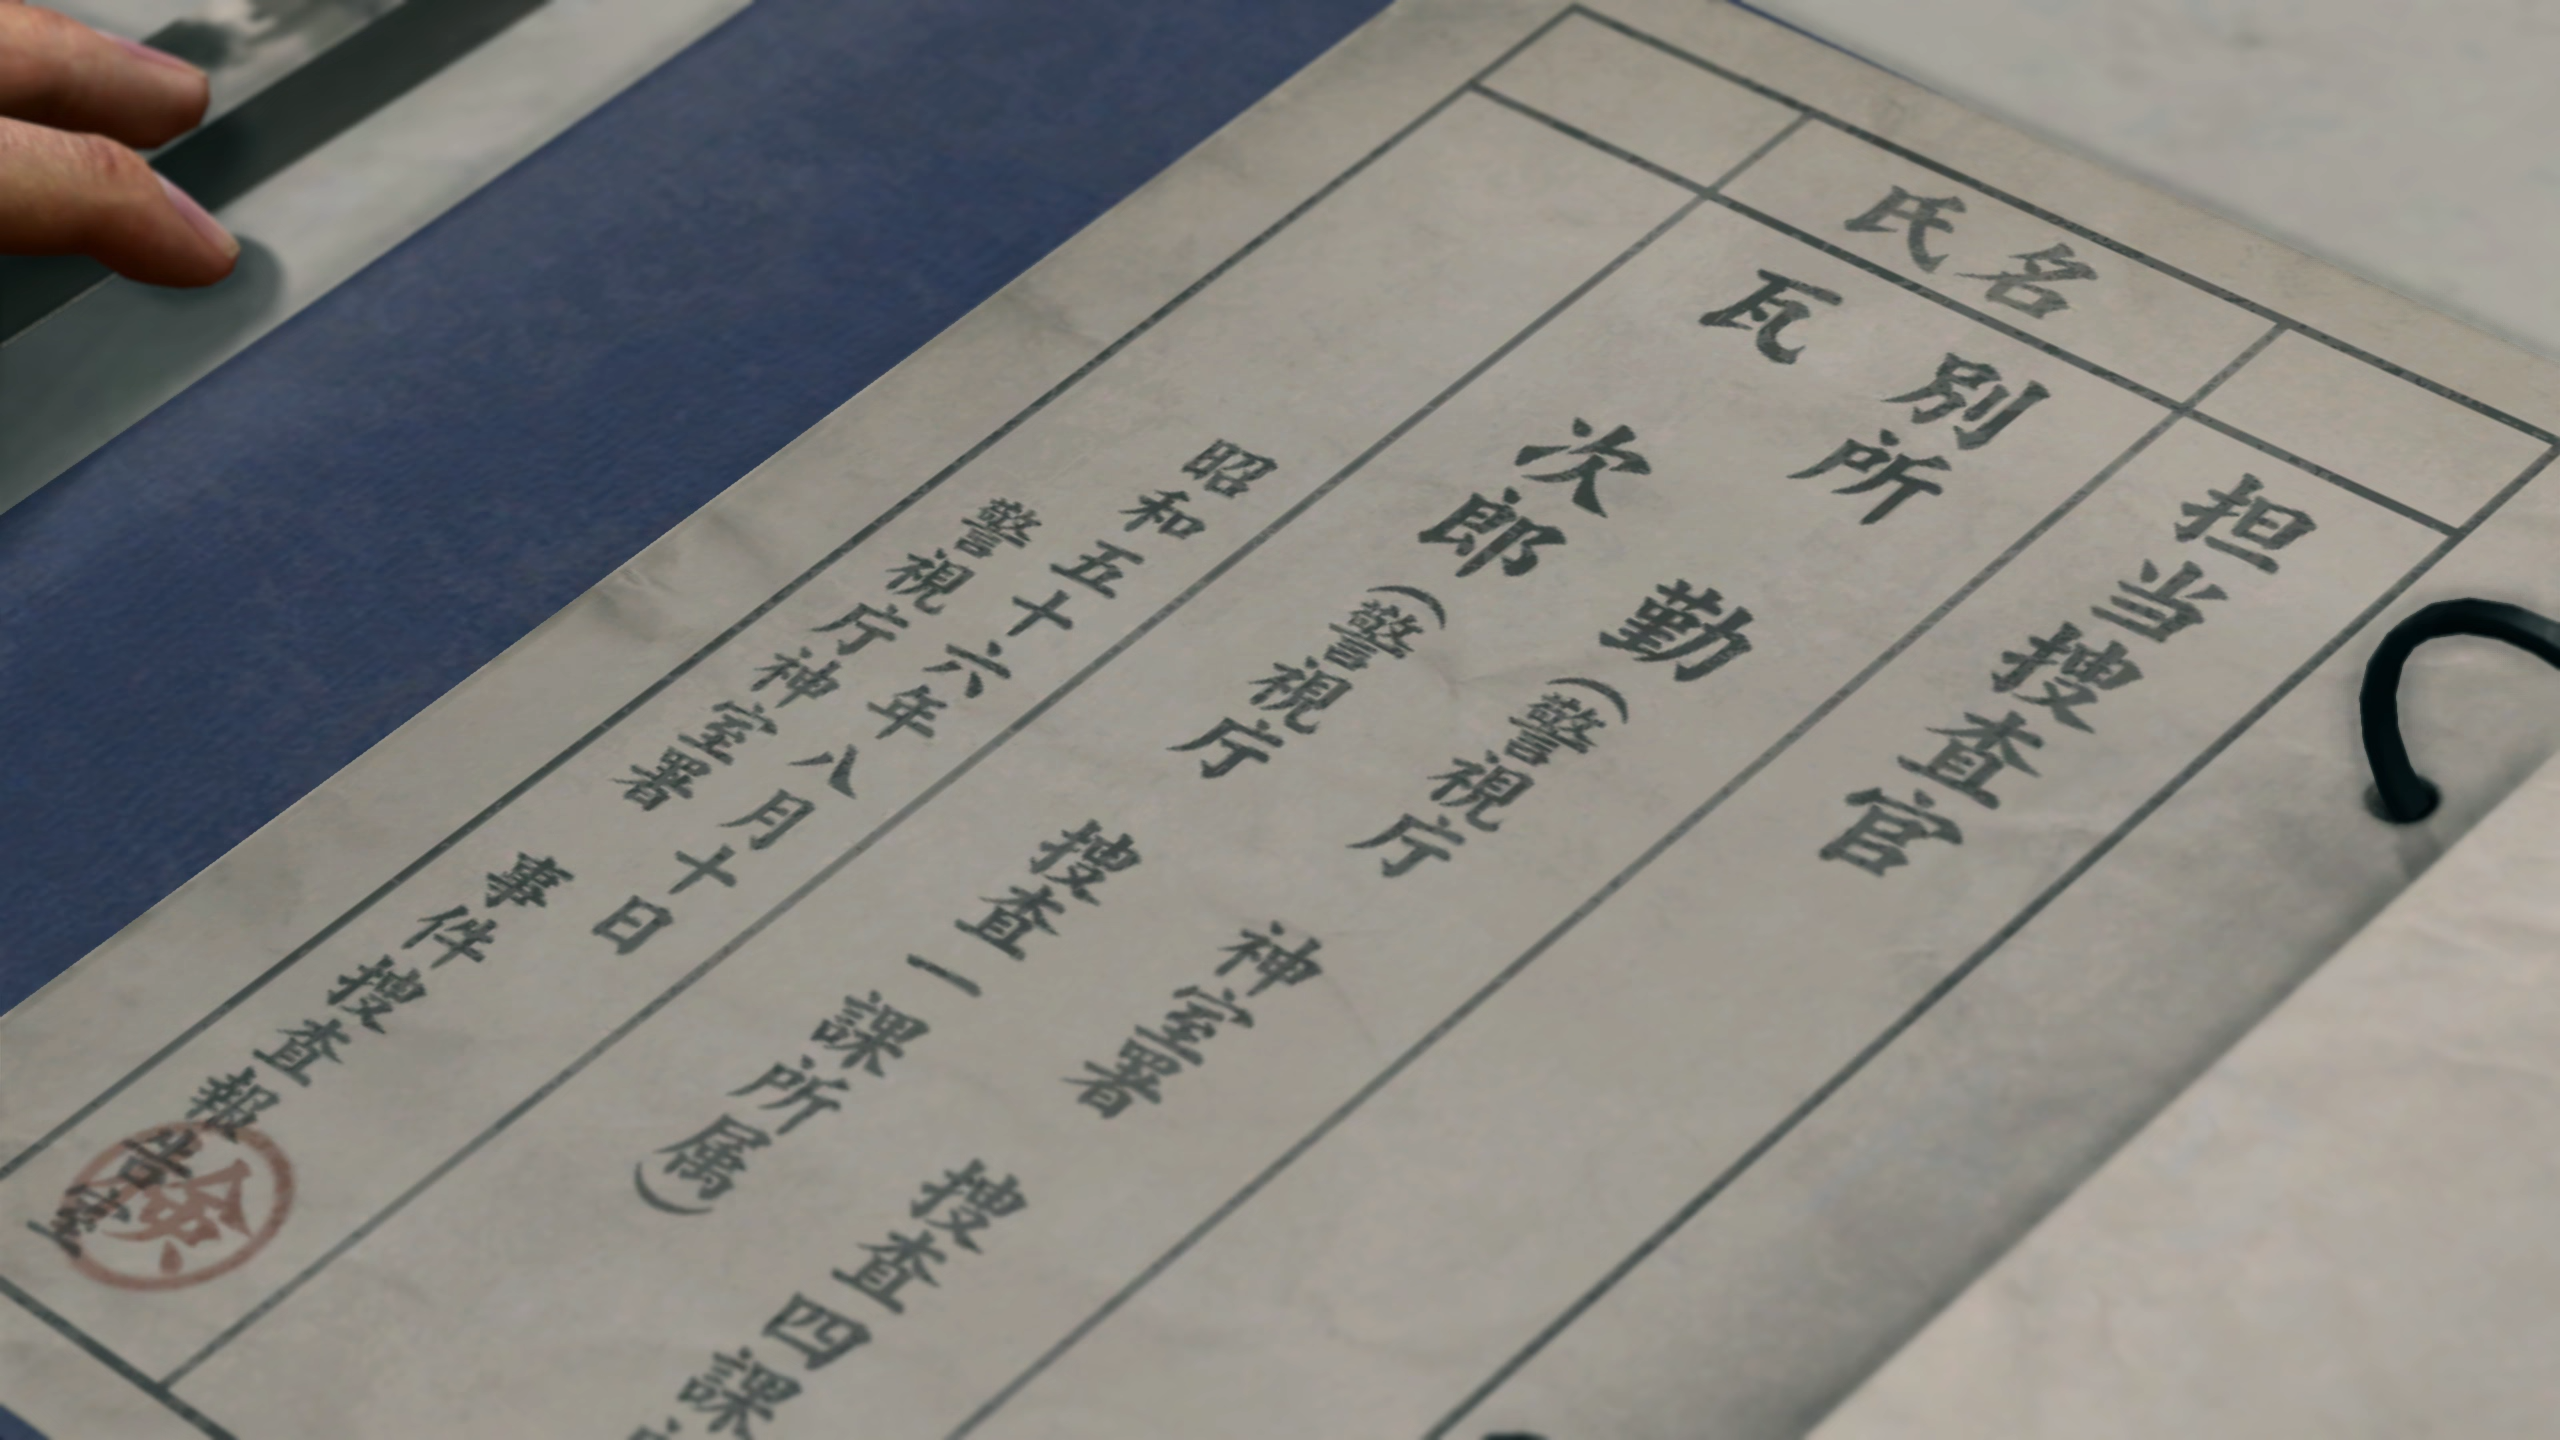 氏名
担当捜査官
別所 勤(警視庁 神室署 捜査四課
瓦 次郎(警視庁 捜査一課所属)
昭和五十六年八月十日
警視庁神室署 事件捜査報告室
検